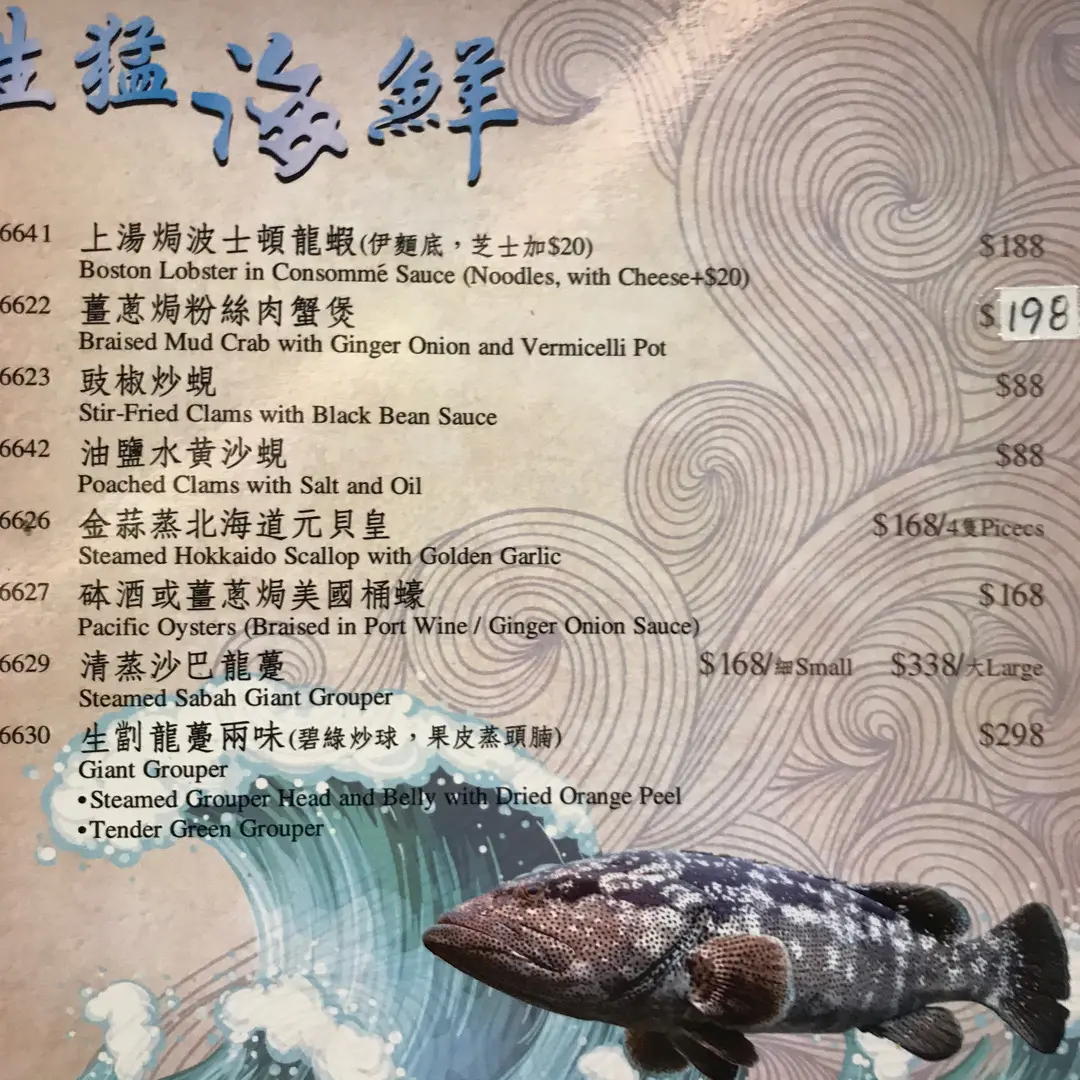 生猛海鮮
6641 上湯焗波士頓龍蝦(伊麵底，芝士加$20) $188
Boston Lobster in Consommé Sauce (Noodles, with Cheese+$20)
6622 薑蔥焗粉絲肉蟹煲 $198
Braised Mud Crab with Ginger Onion and Vermicelli Pot
6623 豉椒炒蜆 $88
Stir-Fried Clams with Black Bean Sauce
6642 油鹽水黃沙蜆 $88
Poached Clams with Salt and Oil
6626 金蒜蒸北海道元貝皇 $168/4隻Pieces
Steamed Hokkaido Scallop with Golden Garlic
6627 砵酒或薑蔥焗美國桶蠔 $168
Pacific Oysters (Braised in Port Wine / Ginger Onion Sauce)
6629 清蒸沙巴龍躉 $168/細Small $338/大Large
Steamed Sabah Giant Grouper
6630 生劏龍躉兩味(碧綠炒球，果皮蒸頭腩) $298
Giant Grouper
•Steamed Grouper Head and Belly with Dried Orange Peel
•Tender Green Grouper